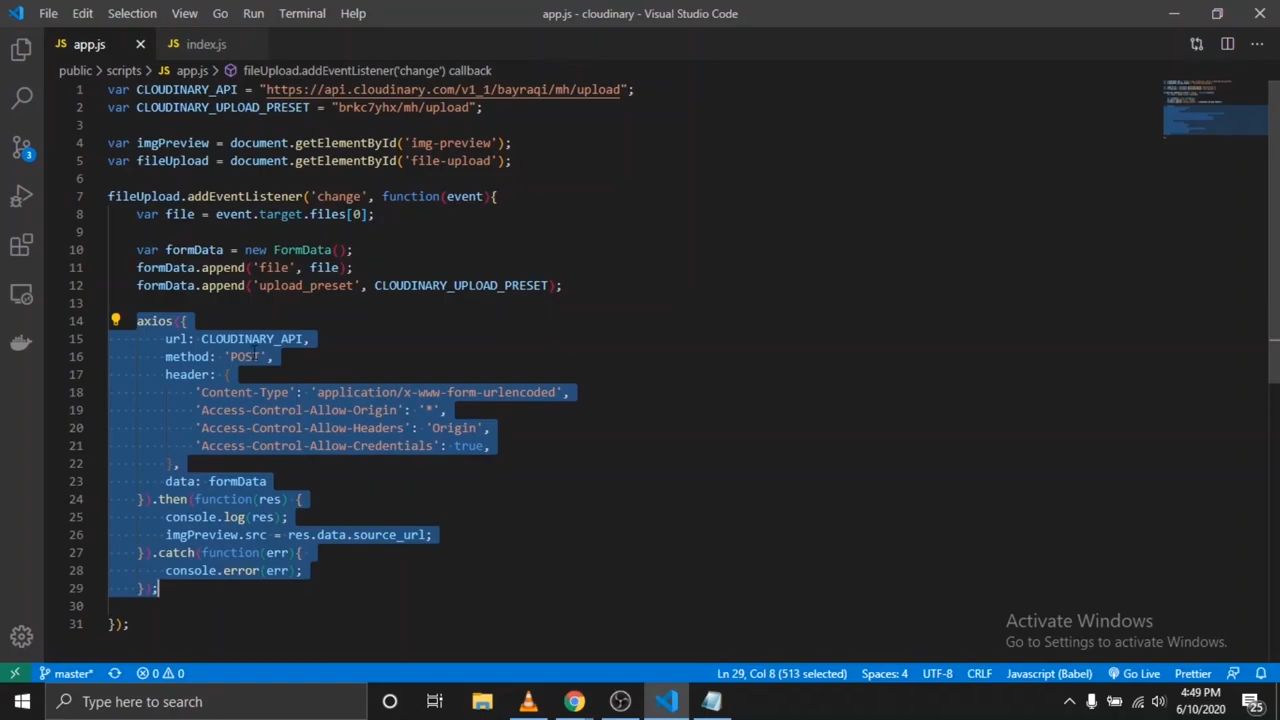 File Edit Selection View Go Run Terminal Help app.js - cloudinary - Visual Studio Code
JS app.js JS index.js
public > scripts > JS app.js > fileUpload.addEventListener('change') callback
1 var CLOUDINARY_API = "https://api.cloudinary.com/v1_1/bayraqi/mh/upload";
2 var CLOUDINARY_UPLOAD_PRESET = "brkc7yhx/mh/upload";
3
4 var imgPreview = document.getElementById('img-preview');
5 var fileUpload = document.getElementById('file-upload');
6
7 fileUpload.addEventListener('change', function(event){
8 var file = event.target.files[0];
9
10 var formData = new FormData();
11 formData.append('file', file);
12 formData.append('upload_preset', CLOUDINARY_UPLOAD_PRESET);
13
14 axios({
15 url: CLOUDINARY_API,
16 method: 'POST',
17 header: {
18 'Content-Type': 'application/x-www-form-urlencoded',
19 'Access-Control-Allow-Origin': '*',
20 'Access-Control-Allow-Headers': 'Origin',
21 'Access-Control-Allow-Credentials': true,
22 },
23 data: formData
24 }).then(function(res) {
25 console.log(res);
26 imgPreview.src = res.data.source_url;
27 }).catch(function(err){
28 console.error(err);
29 });
30
31 });
3
Activate Windows
Go to Settings to activate Windows.
master* 0 0 Ln 29, Col 8 (513 selected) Spaces: 4 UTF-8 CRLF Javascript (Babel) Go Live Prettier
Type here to search
4:49 PM
6/10/2020
25